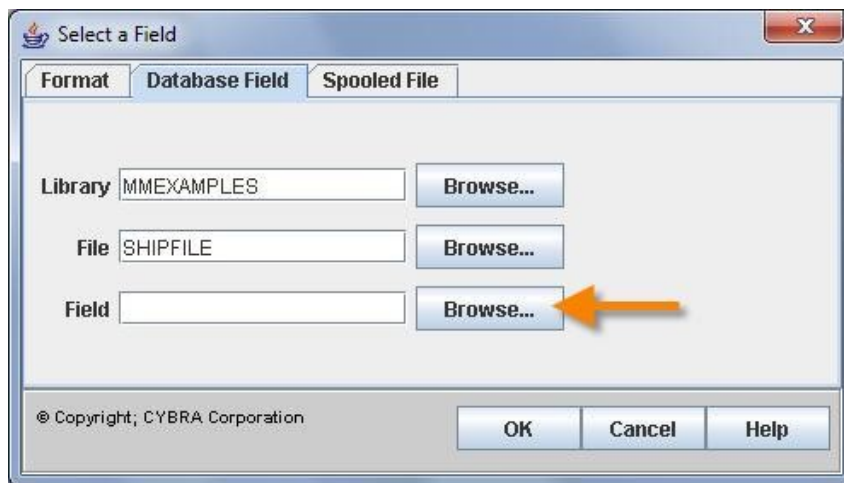 Select a Field
Format Database Field Spooled File
Library MMEXAMPLES Browse...
File SHIPFILE Browse...
Field Browse...
© Copyright; CYBRA Corporation OK Cancel Help